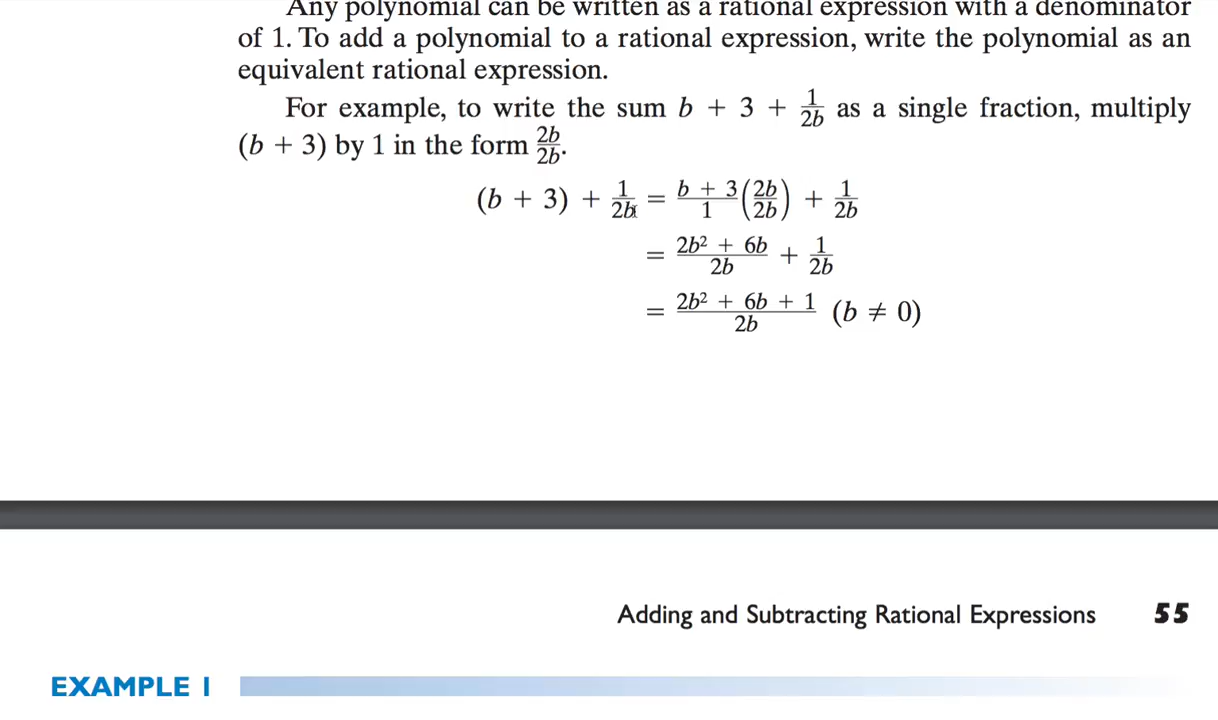 Any polynomial can be written as a rational expression with a denominator
of 1. To add a polynomial to a rational expression, write the polynomial as an
equivalent rational expression.
For example, to write the sum b + 3 + 1/2b as a single fraction, multiply
(b + 3) by 1 in the form 2b/2b.
(b + 3) + 1/2b = b + 3/1 (2b/2b) + 1/2b
= 2b² + 6b/2b + 1/2b
= 2b² + 6b + 1/2b (b ≠ 0)
Adding and Subtracting Rational Expressions 55
EXAMPLE 1